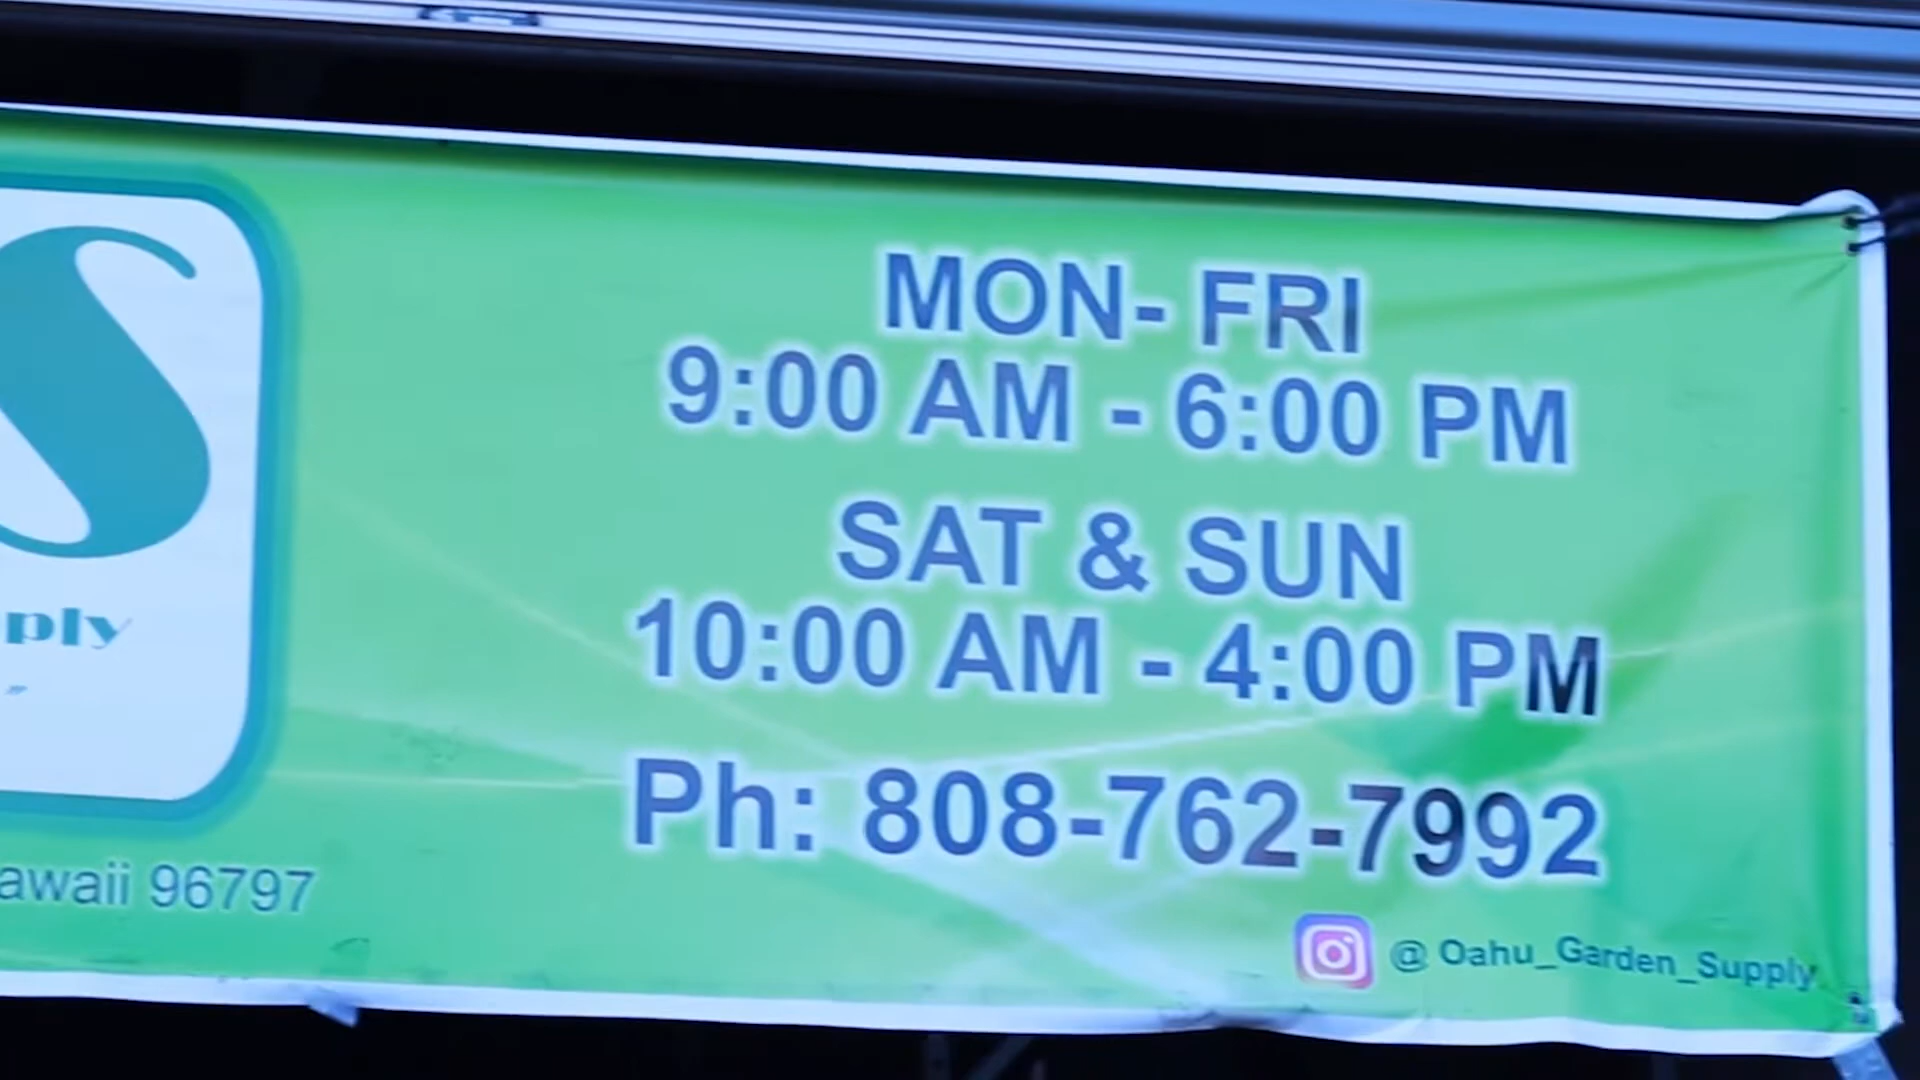 S
ply
"
awaii 96797
MON- FRI
9:00 AM - 6:00 PM
SAT & SUN
10:00 AM - 4:00 PM
Ph: 808-762-7992
@ Oahu_Garden_Supply